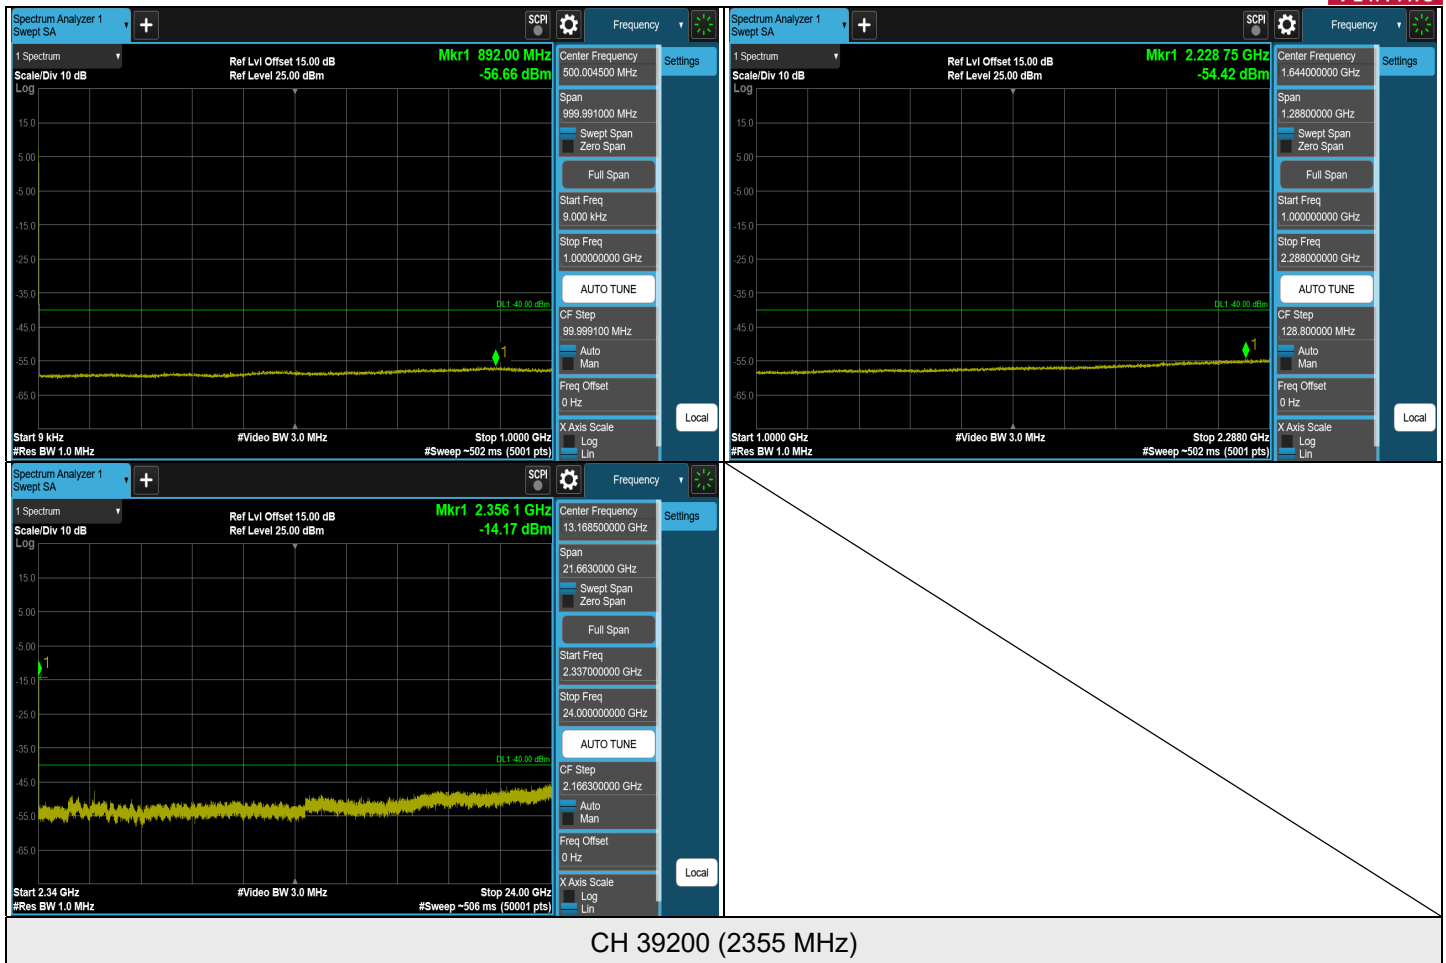 Spectrum Analyzer 1
Swept SA
+
SCPI
Frequency
1 Spectrum
Scale/Div 10 dB
Log
Ref Lvl Offset 15.00 dB
Ref Level 25.00 dBm
Mkr1 892.00 MHz
-56.66 dBm
15.0
5.00
-5.00
-15.0
-25.0
-35.0
-45.0
-55.0
-65.0
DL1 -40.00 dBm
1
Start 9 kHz
#Res BW 1.0 MHz
#Video BW 3.0 MHz
Stop 1.0000 GHz
#Sweep ~502 ms (5001 pts)
Center Frequency
500.004500 MHz
Span
999.991000 MHz
Swept Span
Zero Span
Full Span
Start Freq
9.000 kHz
Stop Freq
1.000000000 GHz
AUTO TUNE
CF Step
99.999100 MHz
Auto
Man
Freq Offset
0 Hz
X Axis Scale
Log
Lin
Settings
Local
Spectrum Analyzer 1
Swept SA
+
SCPI
Frequency
1 Spectrum
Scale/Div 10 dB
Log
Ref Lvl Offset 15.00 dB
Ref Level 25.00 dBm
Mkr1 2.228 75 GHz
-54.42 dBm
15.0
5.00
-5.00
-15.0
-25.0
-35.0
-45.0
-55.0
-65.0
DL1 -40.00 dBm
1
Start 1.0000 GHz
#Res BW 1.0 MHz
#Video BW 3.0 MHz
Stop 2.2880 GHz
#Sweep ~502 ms (5001 pts)
Center Frequency
1.644000000 GHz
Span
1.28800000 GHz
Swept Span
Zero Span
Full Span
Start Freq
1.000000000 GHz
Stop Freq
2.288000000 GHz
AUTO TUNE
CF Step
128.800000 MHz
Auto
Man
Freq Offset
0 Hz
X Axis Scale
Log
Lin
Settings
Local
Spectrum Analyzer 1
Swept SA
+
SCPI
Frequency
1 Spectrum
Scale/Div 10 dB
Log
Ref Lvl Offset 15.00 dB
Ref Level 25.00 dBm
Mkr1 2.356 1 GHz
-14.17 dBm
15.0
5.00
-5.00
-15.0
-25.0
-35.0
-45.0
-55.0
-65.0
DL1 -40.00 dBm
1
Start 2.34 GHz
#Res BW 1.0 MHz
#Video BW 3.0 MHz
Stop 24.00 GHz
#Sweep ~506 ms (50001 pts)
Center Frequency
13.168500000 GHz
Span
21.6630000 GHz
Swept Span
Zero Span
Full Span
Start Freq
2.337000000 GHz
Stop Freq
24.000000000 GHz
AUTO TUNE
CF Step
2.166300000 GHz
Auto
Man
Freq Offset
0 Hz
X Axis Scale
Log
Lin
Settings
Local
CH 39200 (2355 MHz)